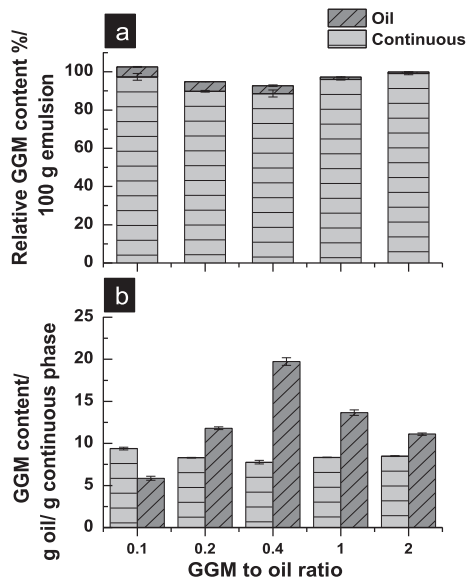 a
Oil
Continuous
Relative GGM content %/
100 g emulsion
100
80
60
40
20
0
b
GGM content/
g oil/ g continuous phase
25
20
15
10
5
0
0.1 0.2 0.4 1 2
GGM to oil ratio